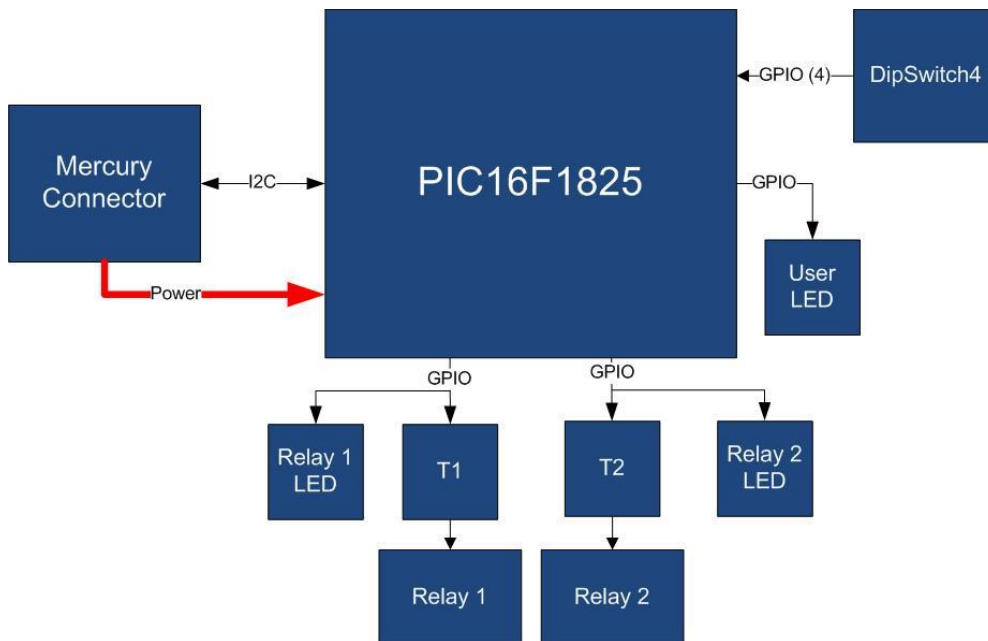 PIC16F1825
GPIO (4)
DipSwitch4
Mercury
Connector
I2C
GPIO
User
LED
Power
GPIO
GPIO
Relay 1
LED
T1
T2
Relay 2
LED
Relay 1
Relay 2